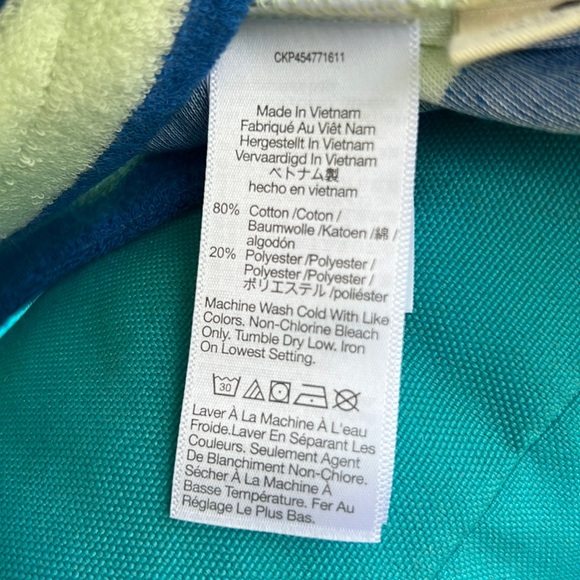 CKP454771611
Made In Vietnam
Fabriqué Au Viêt Nam
Hergestellt In Vietnam
Vervaardigd In Vietnam
ベトナム製
hecho en vietnam
80% Cotton /Coton /
Baumwolle /Katoen /綿 /
algodón
20% Polyester /Polyester /
Polyester /Polyester /
ポリエステル /poliéster
Machine Wash Cold With Like
Colors. Non-Chlorine Bleach
Only. Tumble Dry Low. Iron
On Lowest Setting.
30
Laver À La Machine À L'eau
Froide.Laver En Séparant Les
Couleurs. Seulement Agent
De Blanchiment Non-Chlore.
Sécher À La Machine À
Basse Température. Fer Au
Réglage Le Plus Bas.